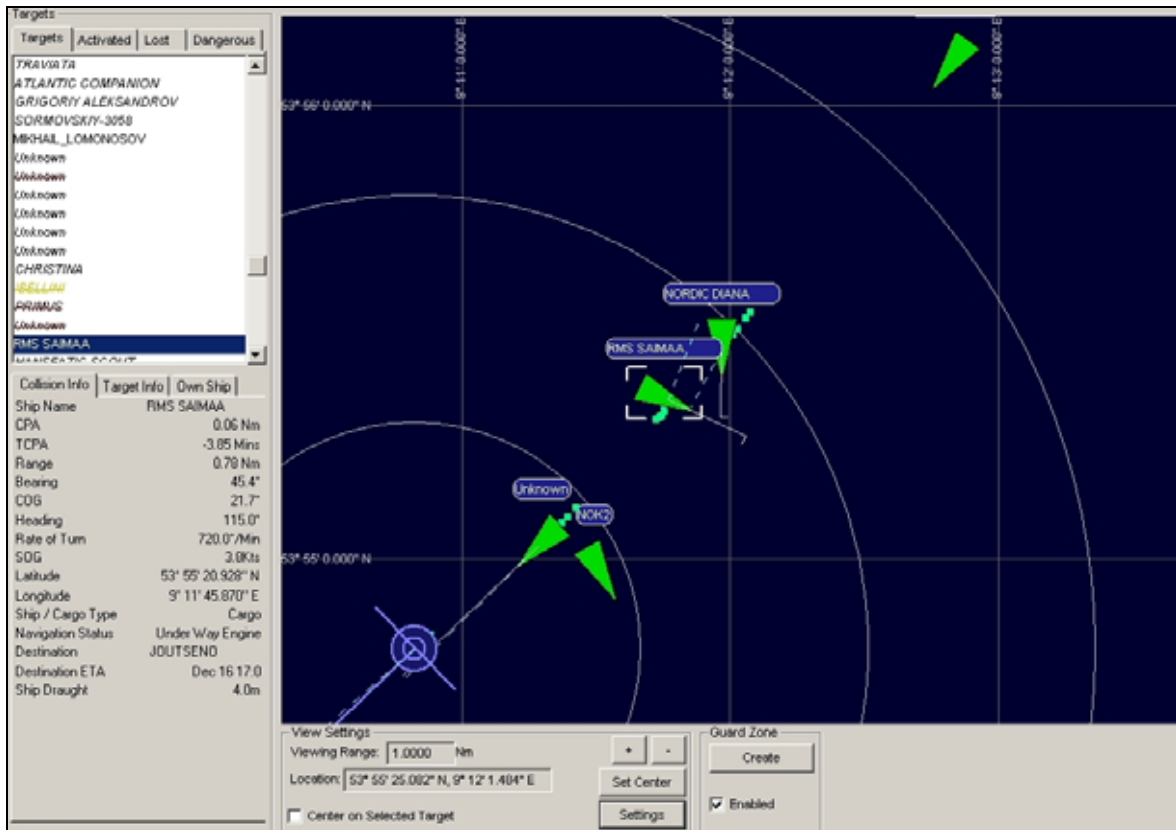 Targets
Targets Activated Lost Dangerous
TRAVIATA
ATLANTIC COMPANION
GRIGORIY ALEKSANDROV
SORMOVSKIY-3058
MIKHAIL_LOMONOSOV
Unknown
Unknown
Unknown
Unknown
Unknown
Unknown
CHRISTINA
IBELLINI
PRIMUS
Unknown
RMS SAIMAA
HANSEATIC SCOUT
Collision Info Target Info Own Ship
Ship Name RMS SAIMAA
CPA 0.06 Nm
TCPA -3.85 Mins
Range 0.78 Nm
Bearing 45.4°
COG 21.7°
Heading 115.0°
Rate of Turn 720.0°/Min
SOG 3.8Kts
Latitude 53° 55' 20.928" N
Longitude 9° 11' 45.870" E
Ship / Cargo Type Cargo
Navigation Status Under Way Engine
Destination JOUTSENO
Destination ETA Dec 16 17.0
Ship Draught 4.0m
9° 11' 0.000" E
9° 12' 0.000" E
9° 13' 0.000" E
53° 56' 0.000" N
NORDIC DIANA
RMS SAIMAA
Unknown
NOK2
53° 55' 0.000" N
View Settings
Viewing Range: 1.0000 Nm + -
Location: 53° 55' 25.082" N, 9° 12' 1.484" E Set Center
Center on Selected Target Settings
Guard Zone
Create
Enabled